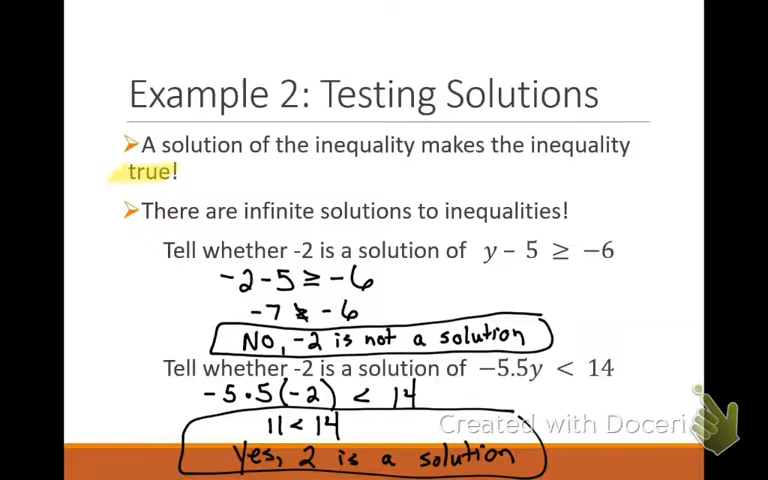 Example 2: Testing Solutions
A solution of the inequality makes the inequality
true!
There are infinite solutions to inequalities!
Tell whether -2 is a solution of y – 5 ≥ −6
-2-5 ≥ -6
-7 ≱ -6
No, -2 is not a solution
Tell whether -2 is a solution of −5.5y < 14
-5.5(-2) < 14
11 < 14
Created with Doceri
Yes, 2 is a solution